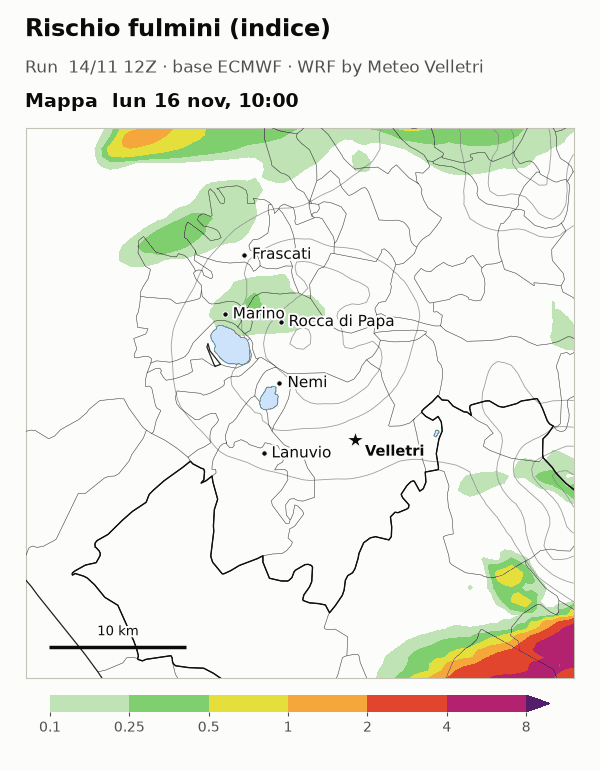 Rischio fulmini (indice)
Run 14/11 12Z · base ECMWF · WRF by Meteo Velletri
Mappa lun 16 nov, 10:00
Frascati
Marino
Rocca di Papa
Nemi
Velletri
Lanuvio
10 km
0.1 0.25 0.5 1 2 4 8